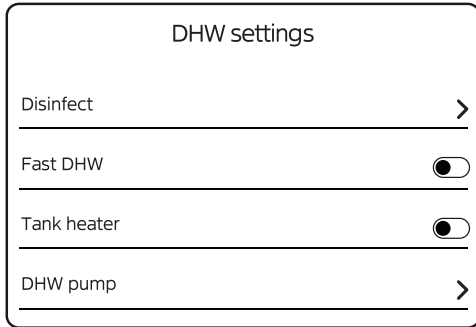 DHW settings
Disinfect
Fast DHW
Tank heater
DHW pump